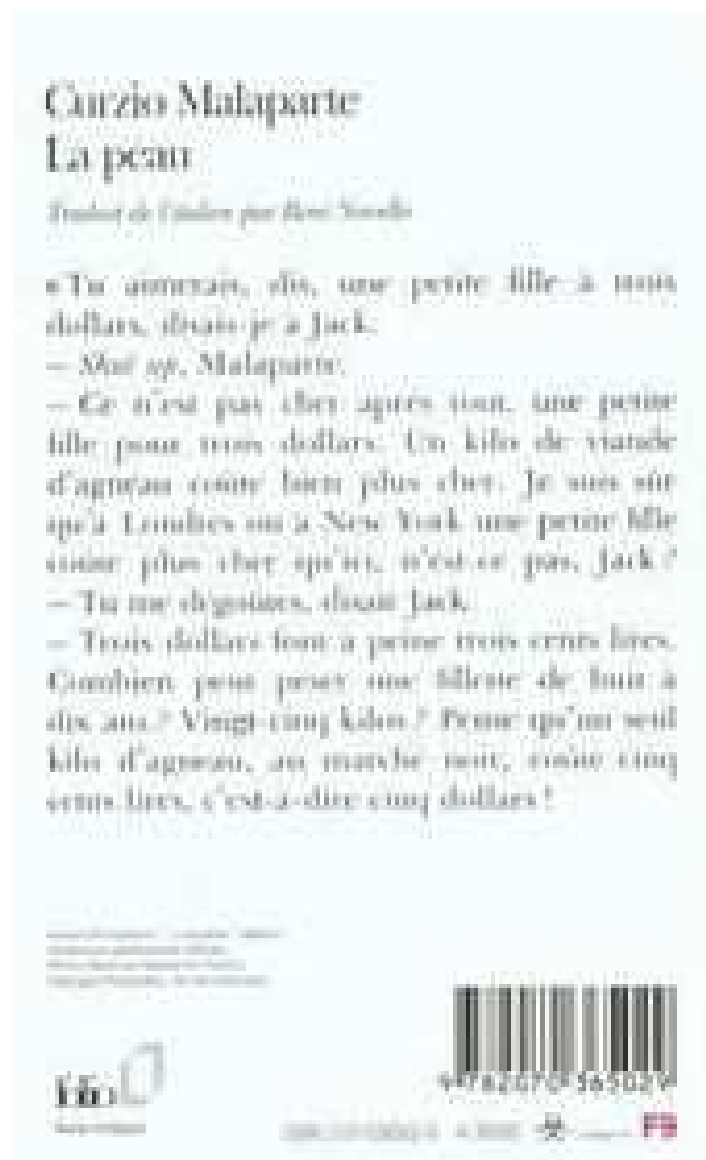 Curzio Malaparte
La peau
Traduit de l'italien par René Novella
« Tu aimerais, dis, une petite fille à trois
dollars, disais-je à Jack.
– Shut up, Malaparte.
– Ce n'est pas cher après tout, une petite
fille pour trois dollars. Un kilo de viande
d'agneau coûte bien plus cher. Je suis sûr
qu'à Londres ou à New York une petite fille
coûte plus cher qu'ici, n'est-ce pas, Jack ?
– Tu me dégoûtes, disait Jack.
– Trois dollars font à peine trois cents lires.
Combien peut peser une fillette de huit à
dix ans ? Vingt-cinq kilos ? Pense qu'un seul
kilo d'agneau, au marché noir, coûte cinq
cents lires, c'est-à-dire cinq dollars !
folio
9 782070 365029
F9